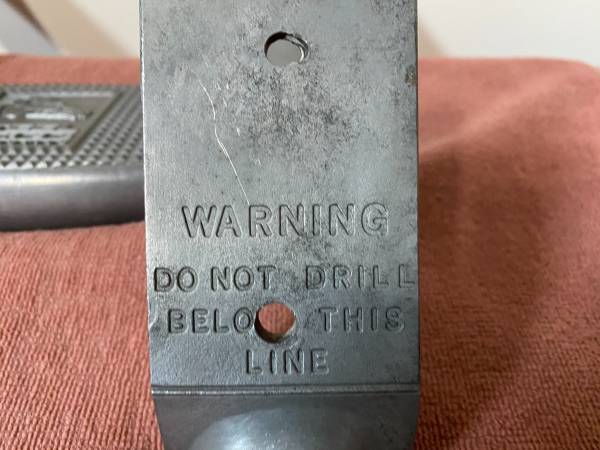 WARNING
DO NOT DRILL
BELO THIS
LINE